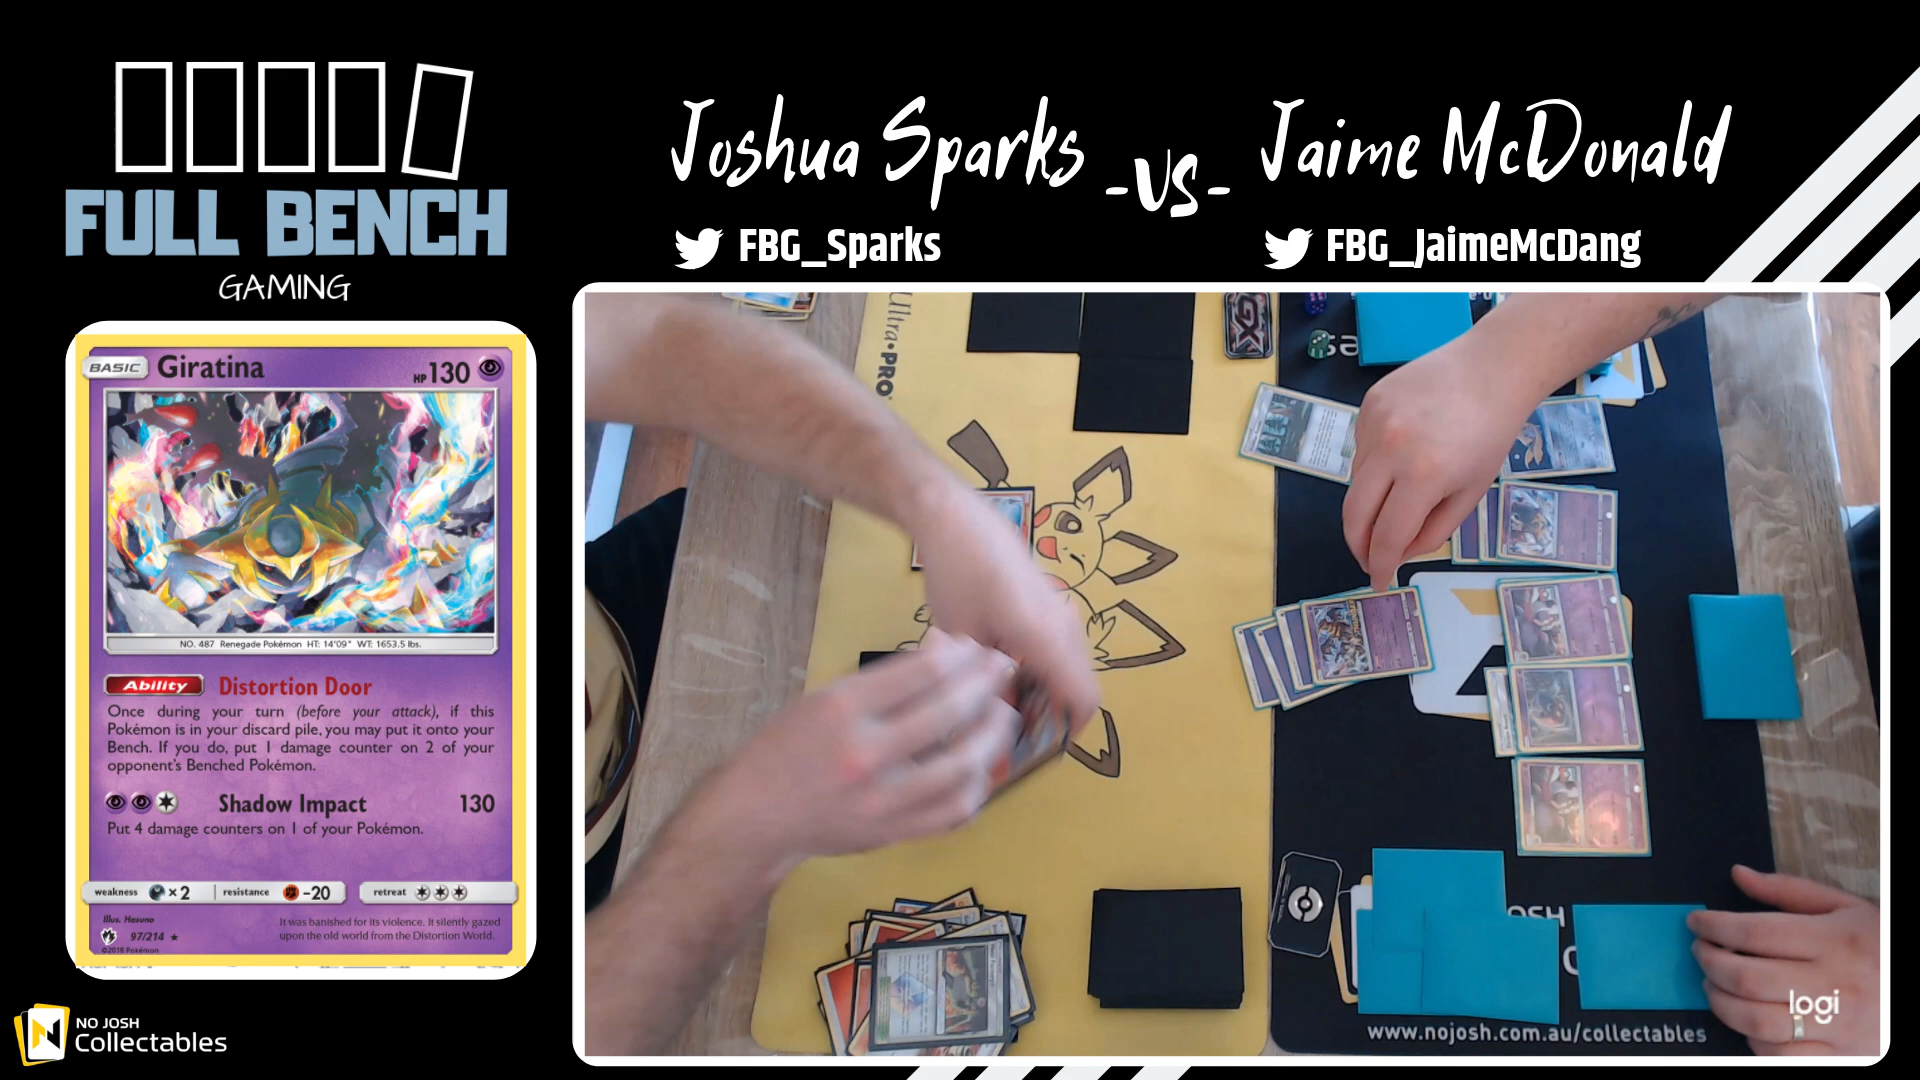 FULL BENCH
GAMING
Joshua Sparks
-VS-
Jaime McDonald
FBG_Sparks
FBG_JaimeMcDang
BASIC Giratina HP 130
NO. 487 Renegade Pokémon HT: 14'09" WT: 1653.5 lbs.
Ability Distortion Door
Once during your turn (before your attack), if this
Pokémon is in your discard pile, you may put it onto your
Bench. If you do, put 1 damage counter on 2 of your
opponent's Benched Pokémon.
Shadow Impact 130
Put 4 damage counters on 1 of your Pokémon.
weakness ×2 resistance -20 retreat
Illus. Hasuno
97/214 ★
©2018 Pokémon
It was banished for its violence. It silently gazed
upon the old world from the Distortion World.
NO JOSH
Collectables
Ultra•PRO
GX
logi
www.nojosh.com.au/collectables